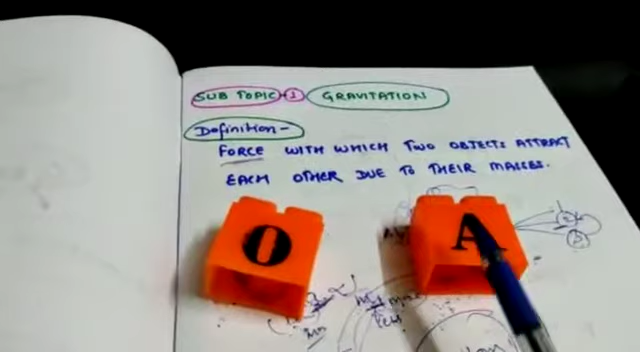 SUB TOPIC-1 GRAVITATION
Definition-
FORCE WITH WHICH TWO OBJECTS ATTRACT
EACH OTHER DUE TO THEIR MASSES.
O A